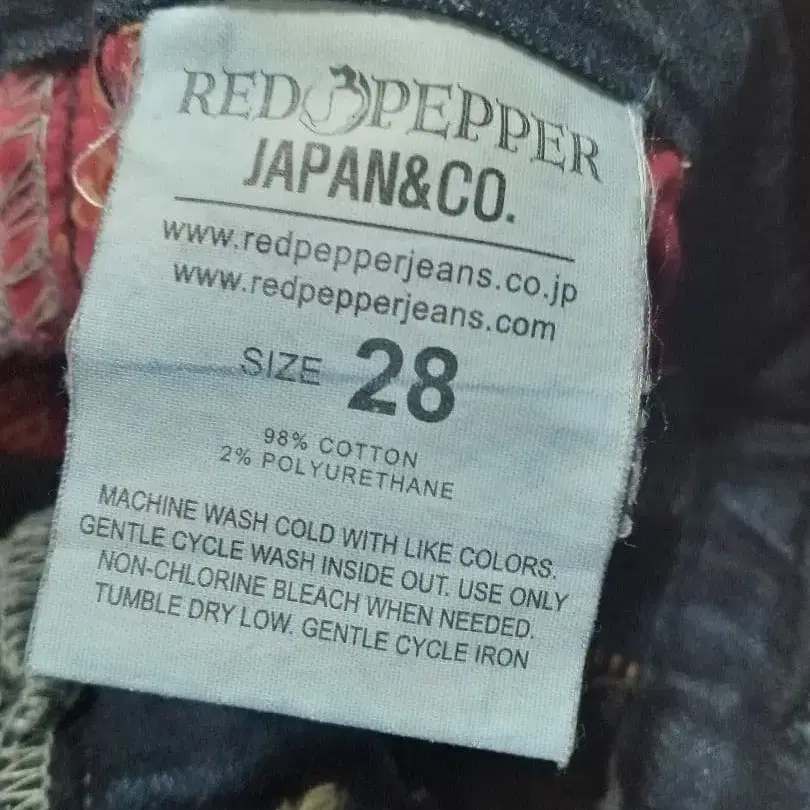 RED PEPPER
JAPAN&CO.
www.redpepperjeans.co.jp
www.redpepperjeans.com
SIZE 28
98% COTTON
2% POLYURETHANE
MACHINE WASH COLD WITH LIKE COLORS.
GENTLE CYCLE WASH INSIDE OUT. USE ONLY
NON-CHLORINE BLEACH WHEN NEEDED.
TUMBLE DRY LOW. GENTLE CYCLE IRON